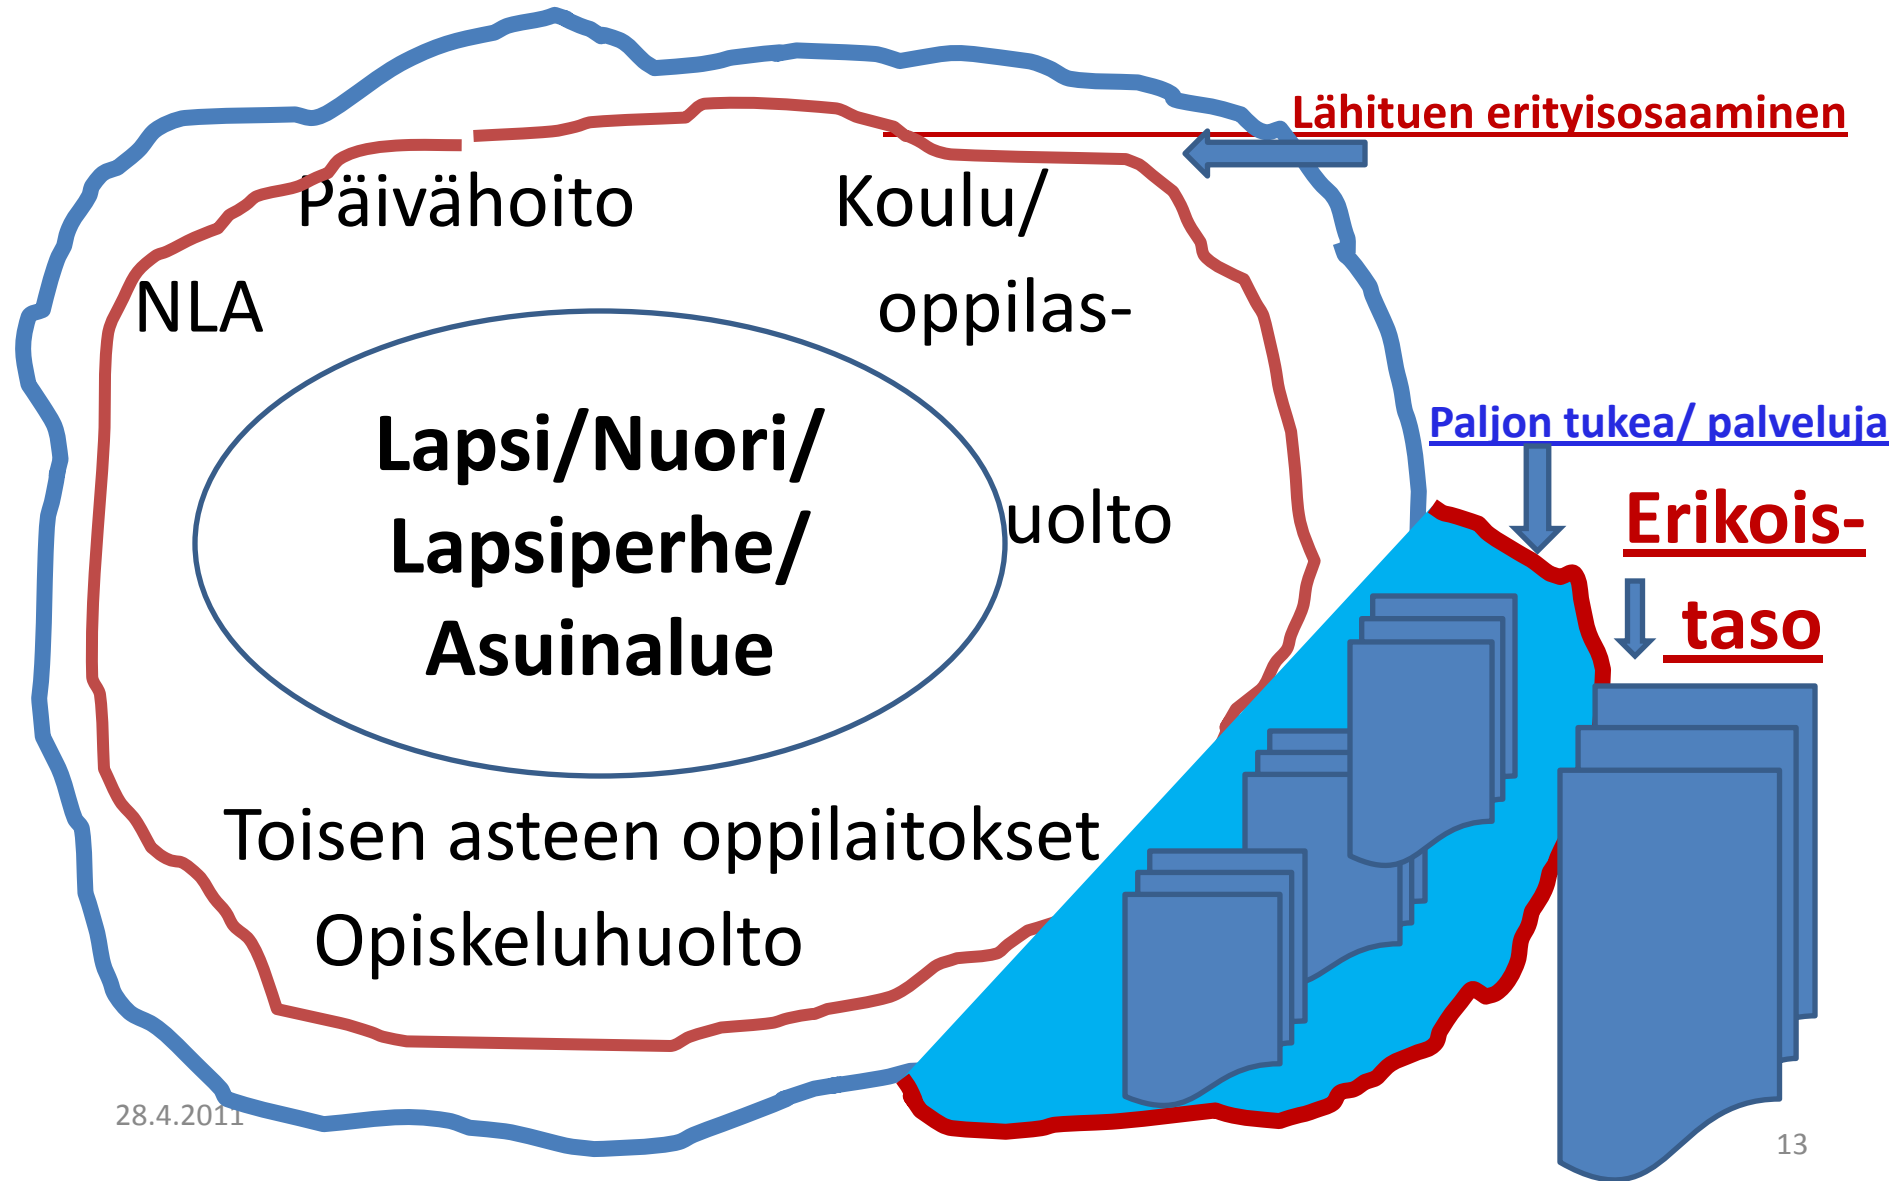 Lähituen erityisosaaminen
Päivähoito
Koulu/
NLA
oppilas-
Lapsi/Nuori/
Lapsiperhe/
Asuinalue
uolto
Paljon tukea/ palveluja
Erikois-
taso
Toisen asteen oppilaitokset
Opiskeluhuolto
28.4.2011
13